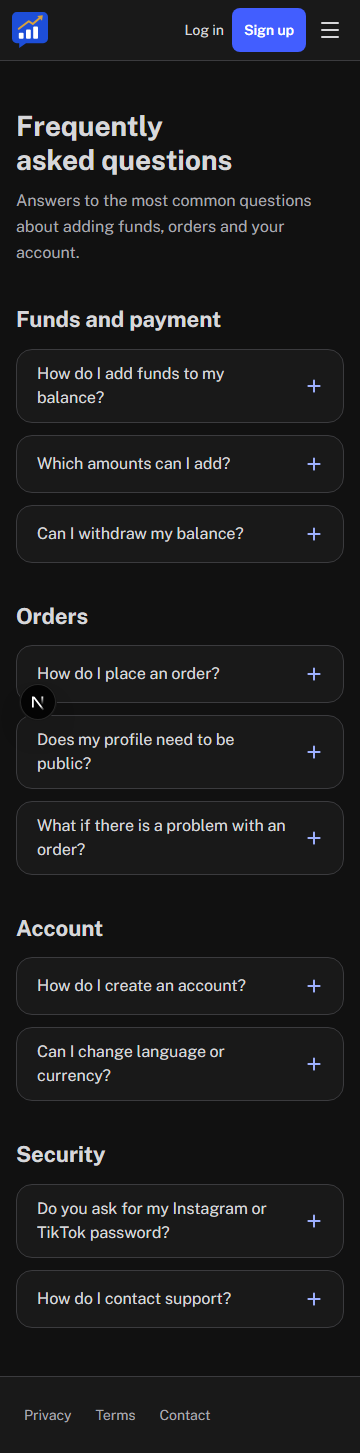 Log in
Sign up
Frequently
asked questions
Answers to the most common questions
about adding funds, orders and your
account.
Funds and payment
How do I add funds to my
balance?
Which amounts can I add?
Can I withdraw my balance?
Orders
How do I place an order?
N
Does my profile need to be
public?
What if there is a problem with an
order?
Account
How do I create an account?
Can I change language or
currency?
Security
Do you ask for my Instagram or
TikTok password?
How do I contact support?
Privacy
Terms
Contact